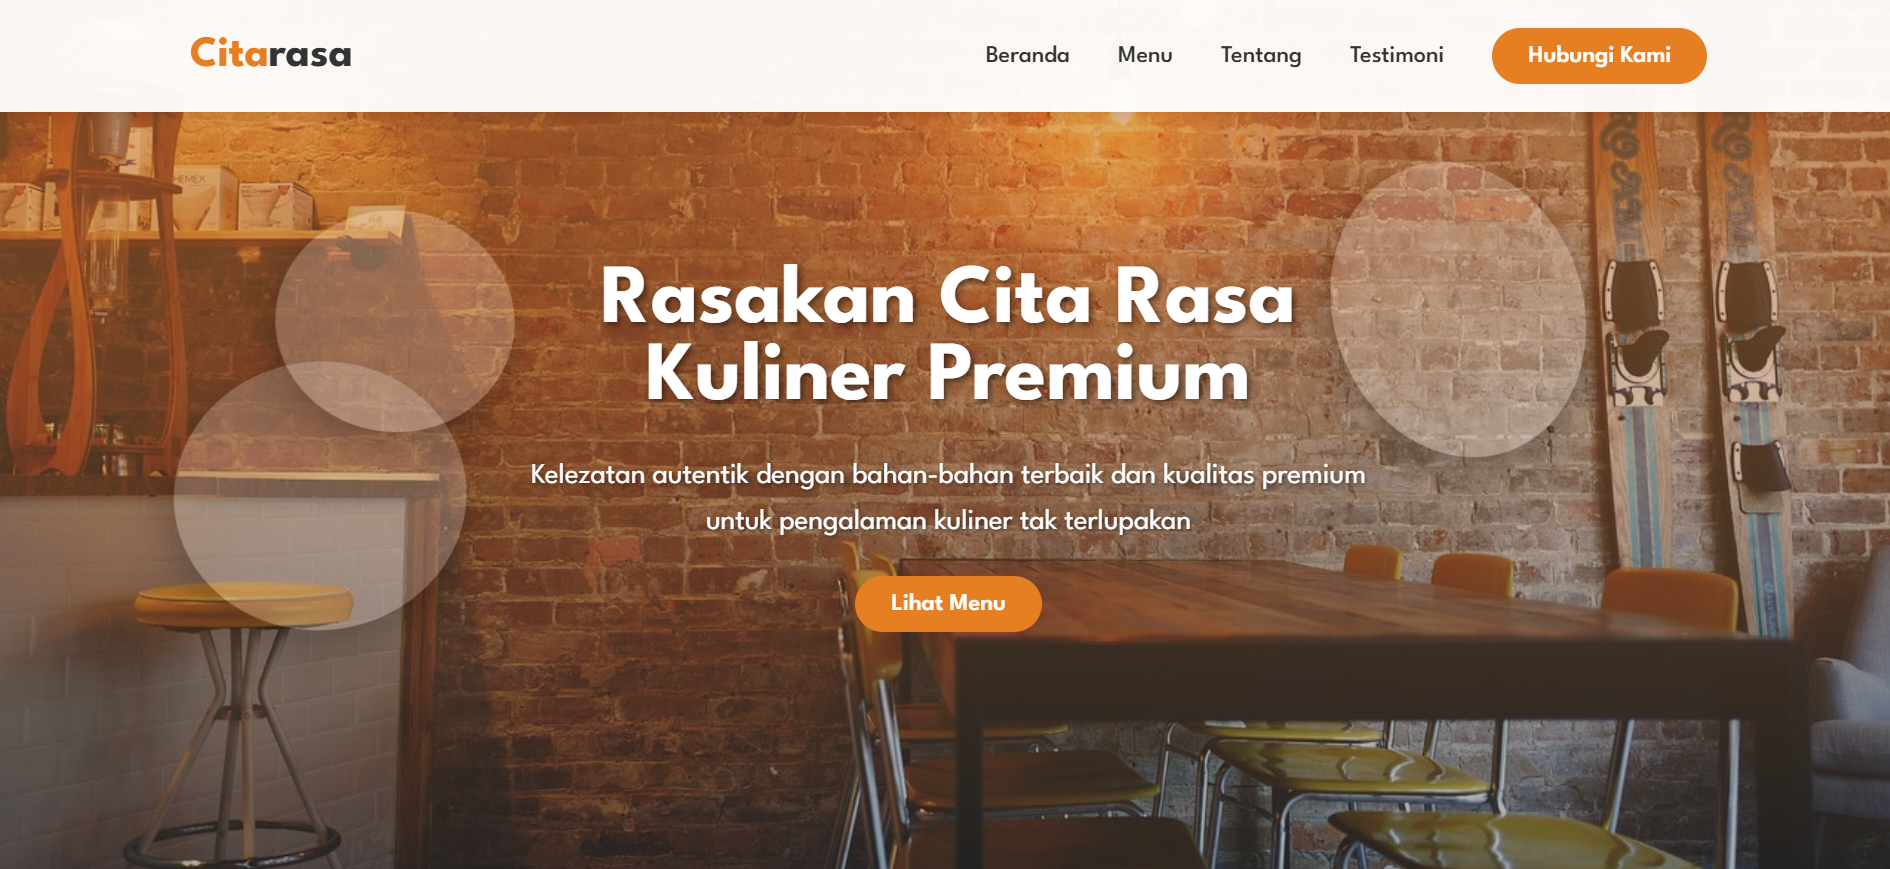 Citarasa
Beranda Menu Tentang Testimoni Hubungi Kami
Rasakan Cita Rasa
Kuliner Premium
Kelezatan autentik dengan bahan-bahan terbaik dan kualitas premium
untuk pengalaman kuliner tak terlupakan
Lihat Menu